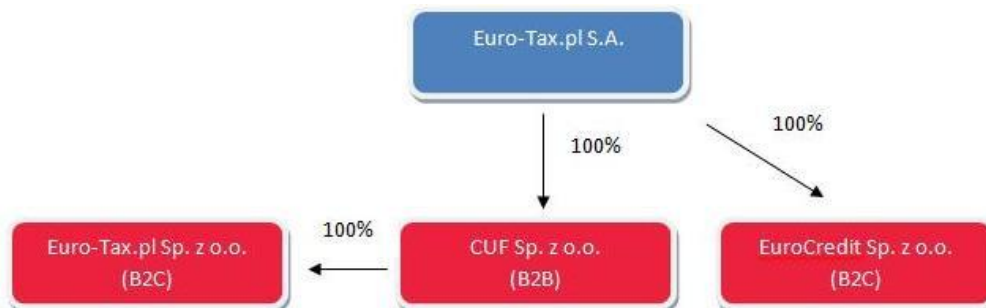 Euro-Tax.pl S.A.
100%
100%
100%
Euro-Tax.pl Sp. z o.o.
(B2C)
CUF Sp. z o.o.
(B2B)
EuroCredit Sp. z o.o.
(B2C)